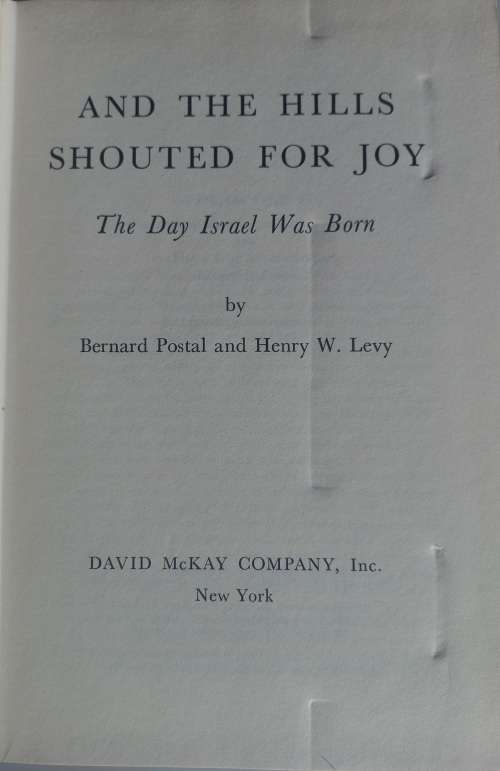 AND THE HILLS
SHOUTED FOR JOY
The Day Israel Was Born
by
Bernard Postal and Henry W. Levy
DAVID McKAY COMPANY, Inc.
New York